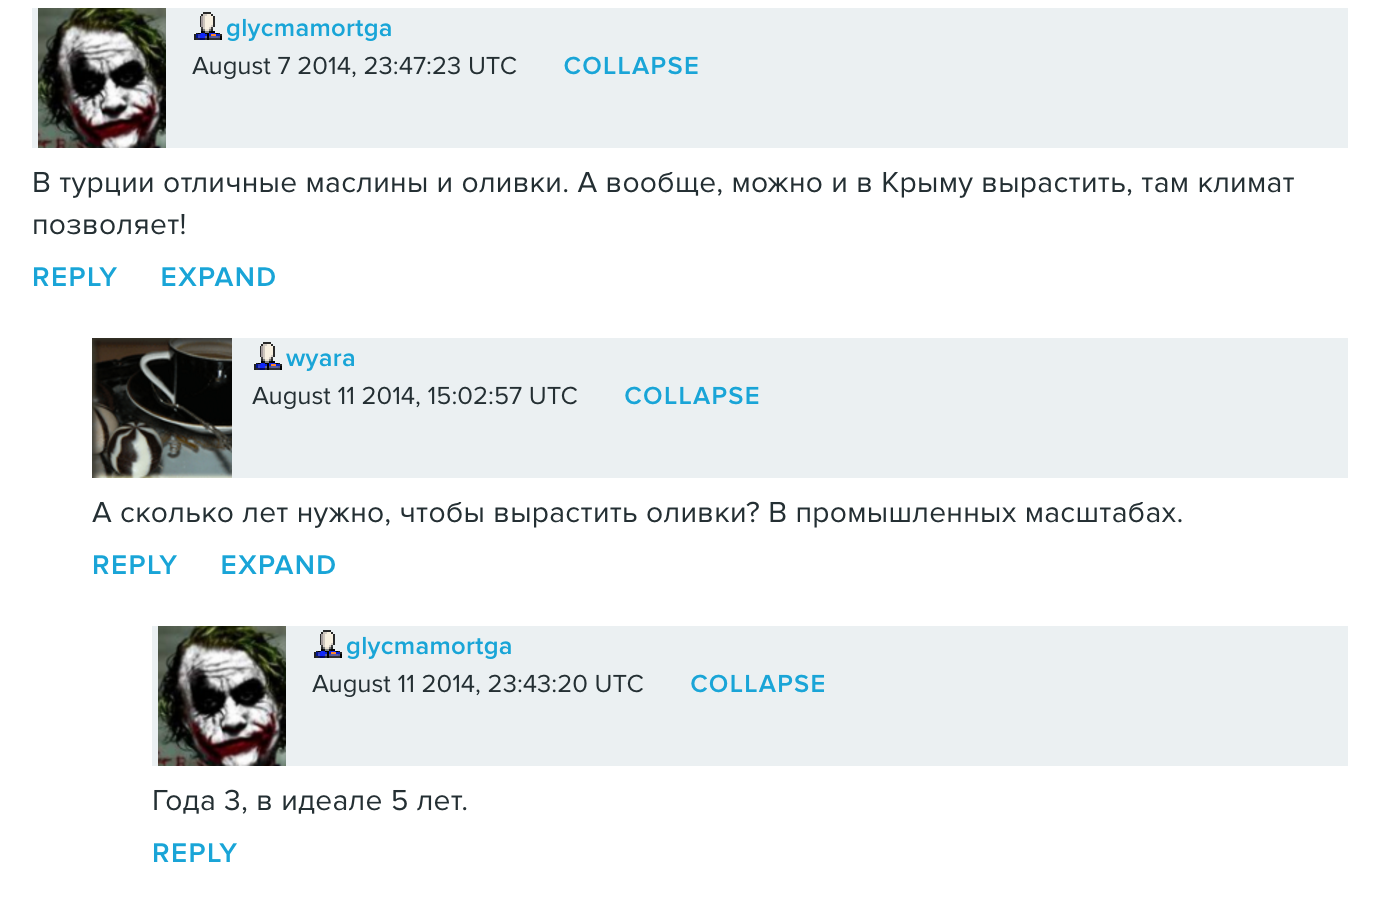 glycmamortga
August 7 2014, 23:47:23 UTC COLLAPSE
В турции отличные маслины и оливки. А вообще, можно и в Крыму вырастить, там климат
позволяет!
REPLY EXPAND
wyara
August 11 2014, 15:02:57 UTC COLLAPSE
А сколько лет нужно, чтобы вырастить оливки? В промышленных масштабах.
REPLY EXPAND
glycmamortga
August 11 2014, 23:43:20 UTC COLLAPSE
Года 3, в идеале 5 лет.
REPLY